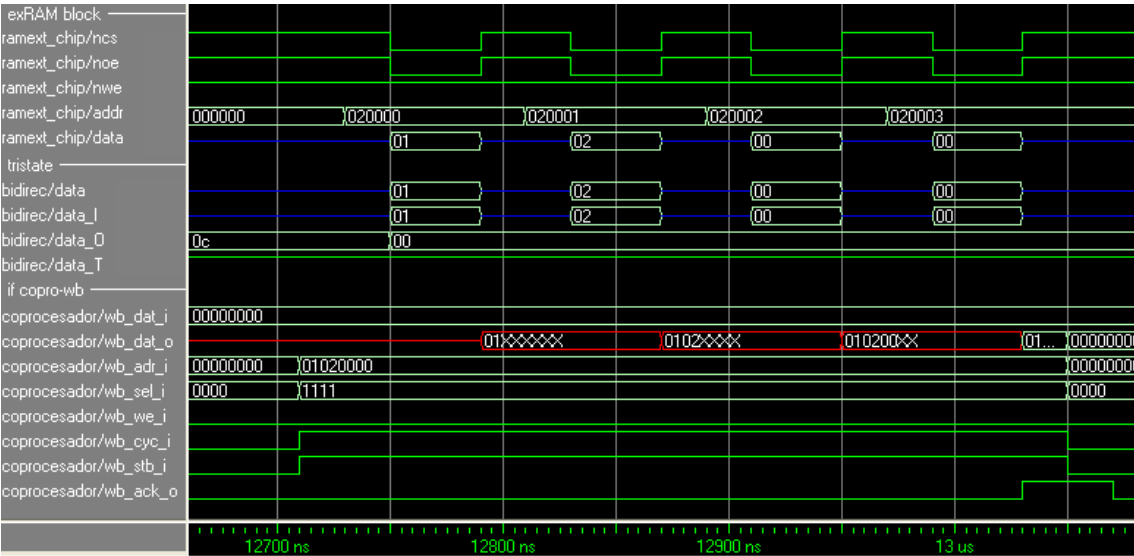 exRAM block
ramext_chip/ncs
ramext_chip/noe
ramext_chip/nwe
ramext_chip/addr 000000 020000 020001 020002 020003
ramext_chip/data 01 02 00 00
tristate
bidirec/data 01 02 00 00
bidirec/data_I 01 02 00 00
bidirec/data_O 0c 00
bidirec/data_T
if copro-wb
coprocesador/wb_dat_i 00000000
coprocesador/wb_dat_o 01XXXXXX 0102XXXX 010200XX 01... 00000000
coprocesador/wb_adr_i 00000000 01020000 00000000
coprocesador/wb_sel_i 0000 1111 0000
coprocesador/wb_we_i
coprocesador/wb_cyc_i
coprocesador/wb_stb_i
coprocesador/wb_ack_o
12700 ns 12800 ns 12900 ns 13 us